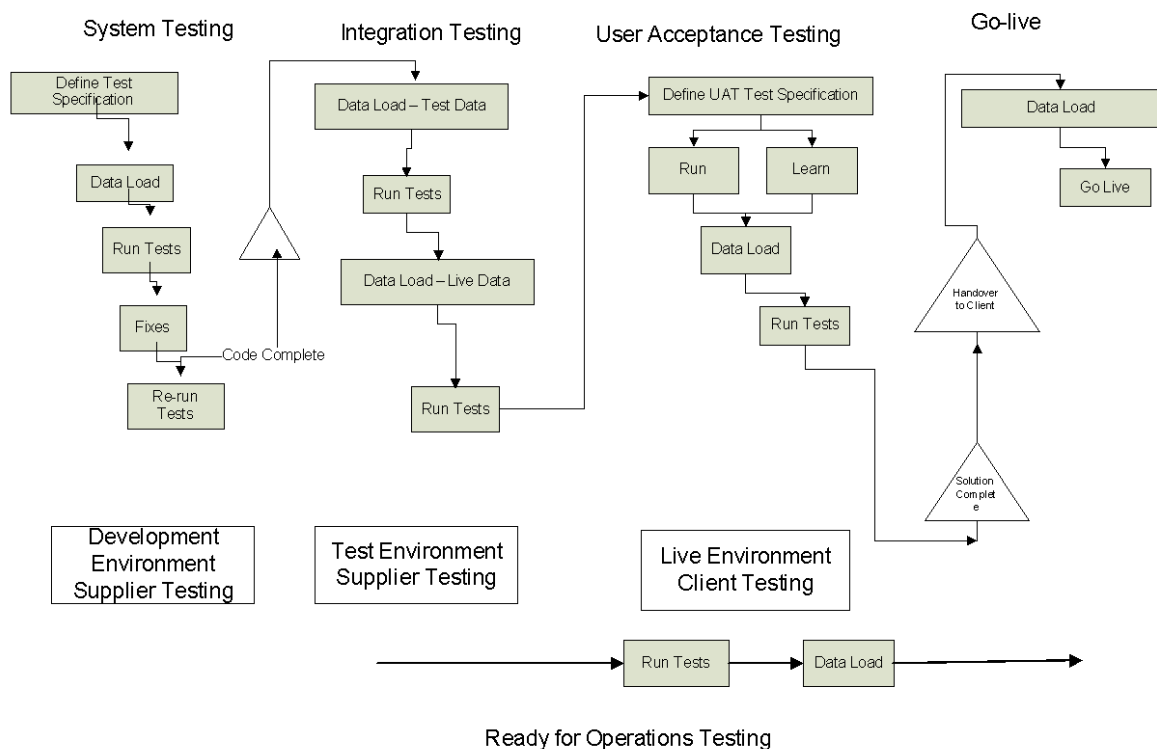 System Testing
Integration Testing
User Acceptance Testing
Go-live
Define Test
Specification
Data Load
Run Tests
Fixes
Re-run
Tests
Code Complete
Data Load – Test Data
Run Tests
Data Load – Live Data
Run Tests
Define UAT Test Specification
Run
Learn
Data Load
Run Tests
Data Load
Go Live
Handover
to Client
Solution
Complet
e
Development
Environment
Supplier Testing
Test Environment
Supplier Testing
Live Environment
Client Testing
Run Tests
Data Load
Ready for Operations Testing